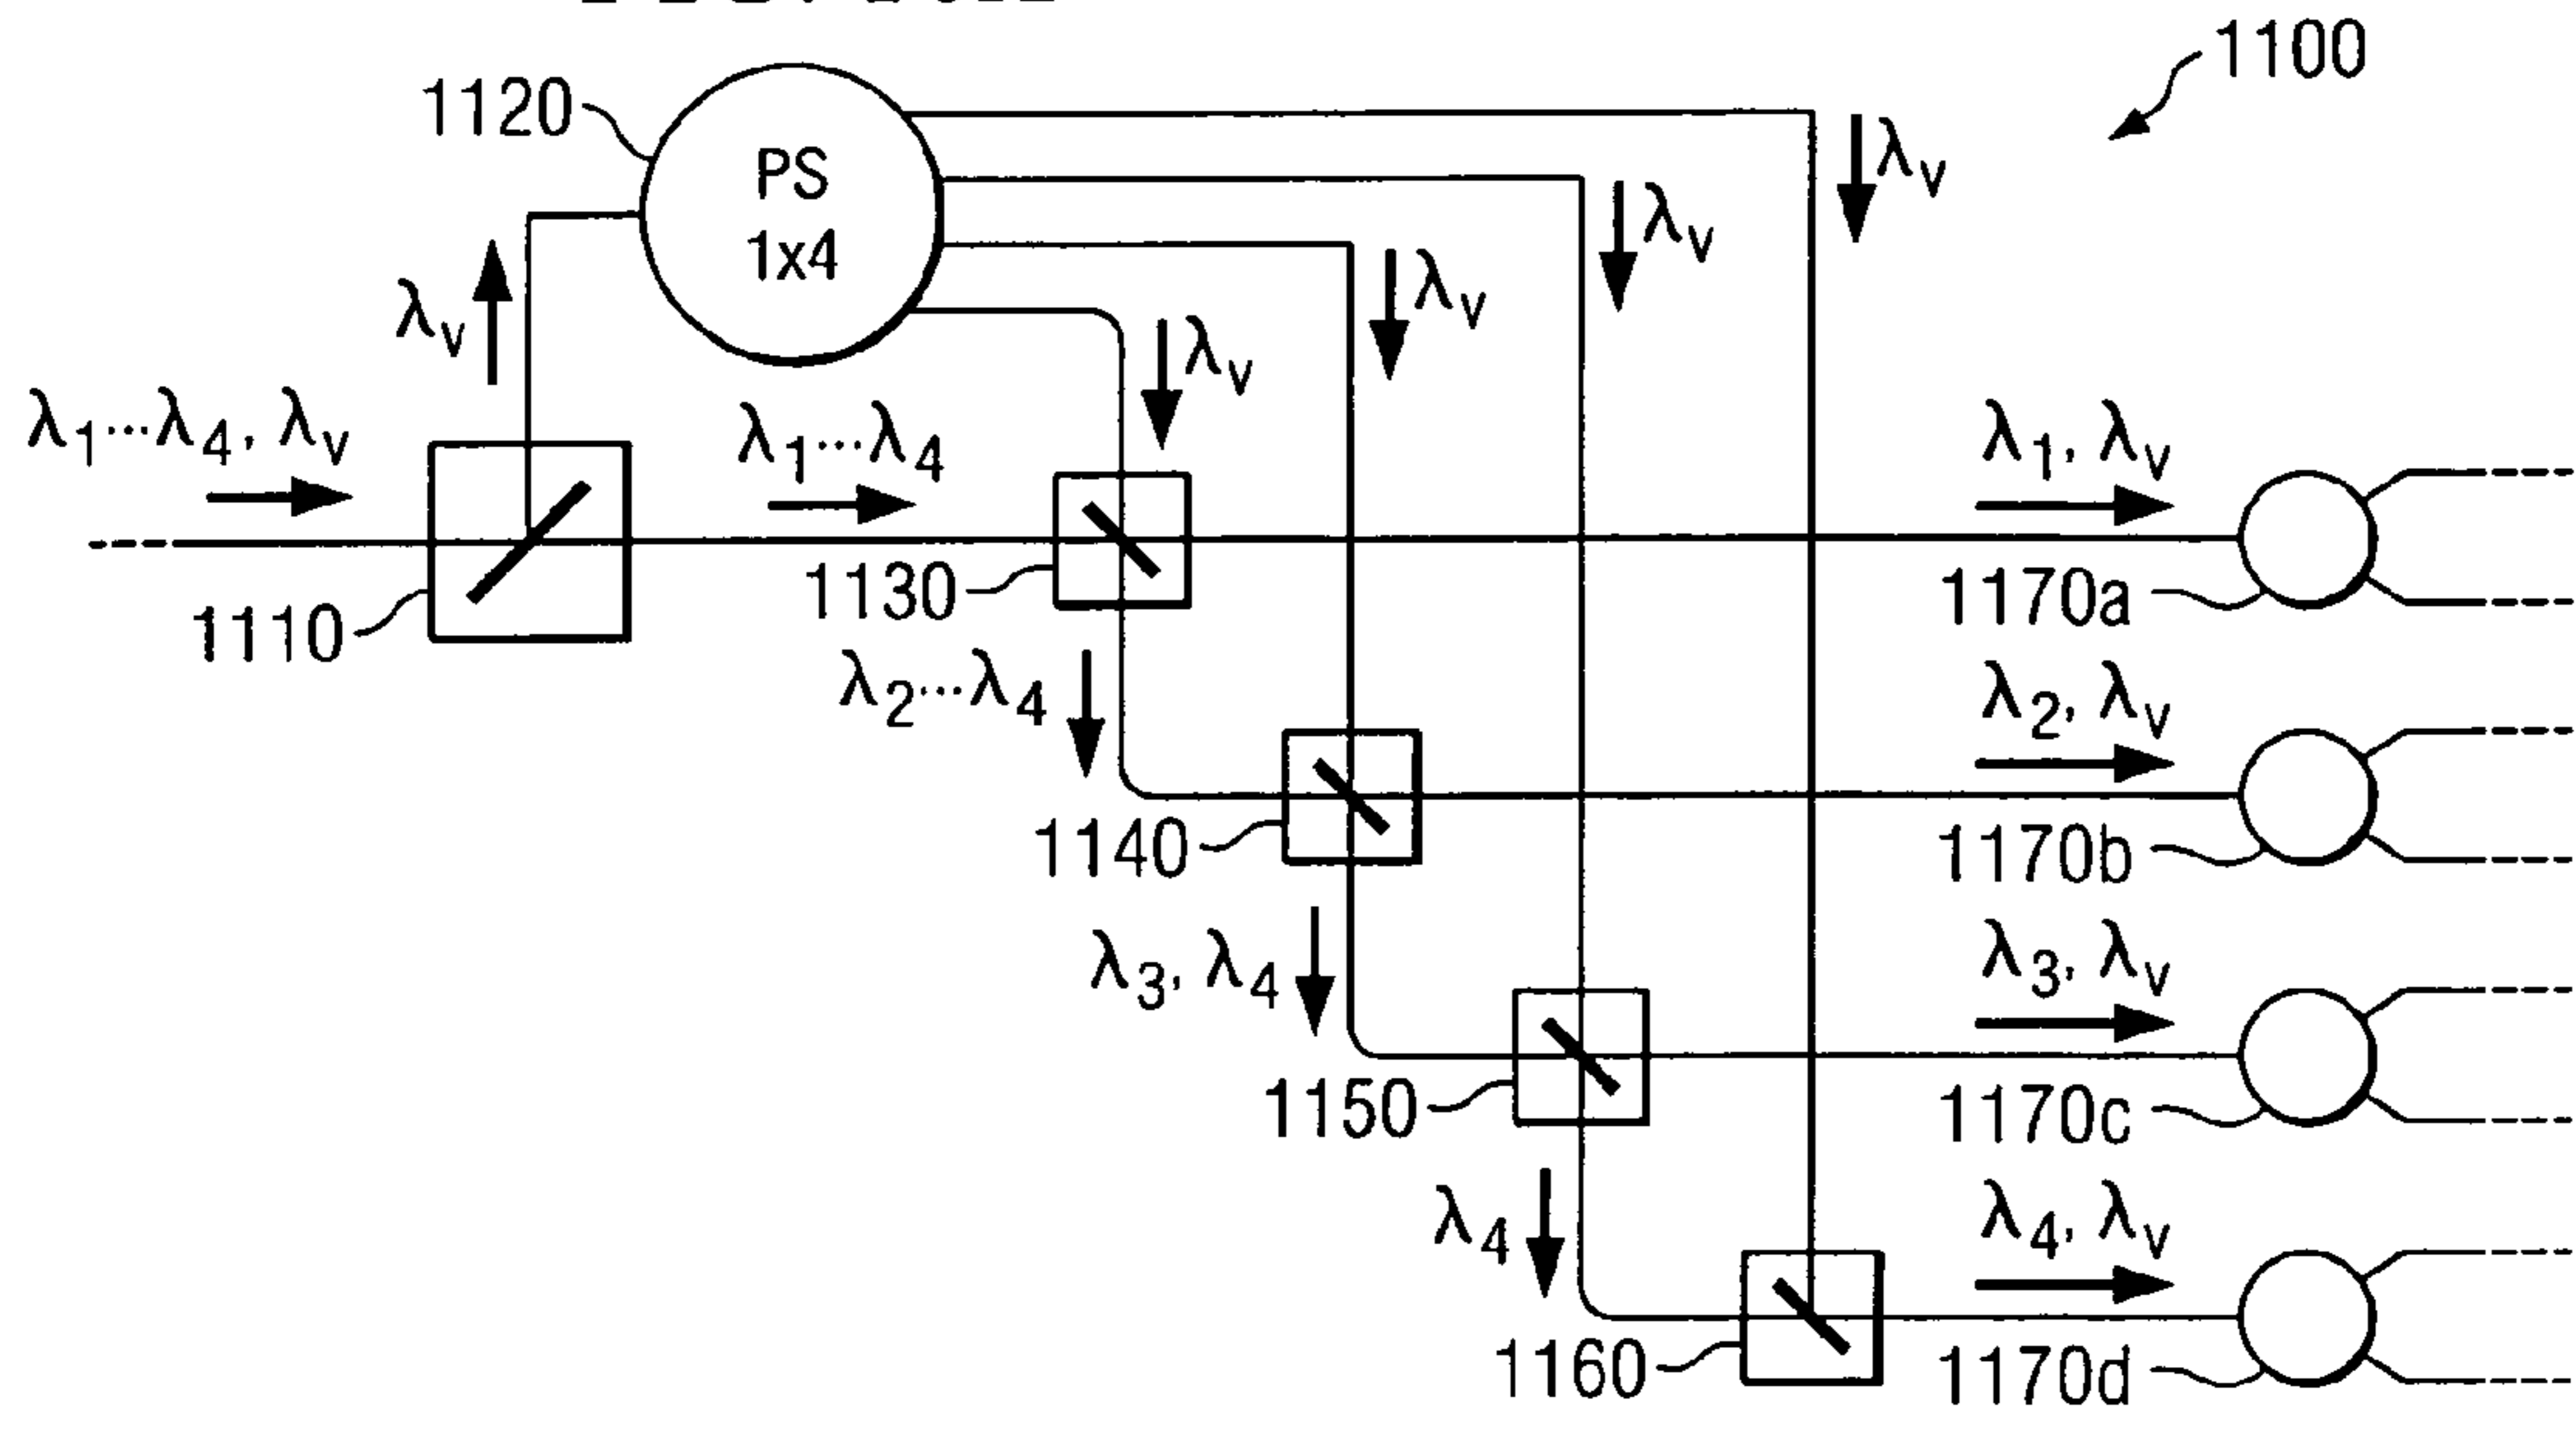 1100
1120
PS
1x4
λv
λv
λv
λv
λv
λ1...λ4, λv
λ1...λ4
λ1, λv
1110
1130
1170a
λ2...λ4
λ2, λv
1140
1170b
λ3, λ4
λ3, λv
1150
1170c
λ4
λ4, λv
1160
1170d